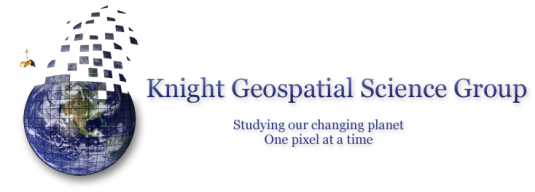 Knight Geospatial Science Group
Studying our changing planet
One pixel at a time